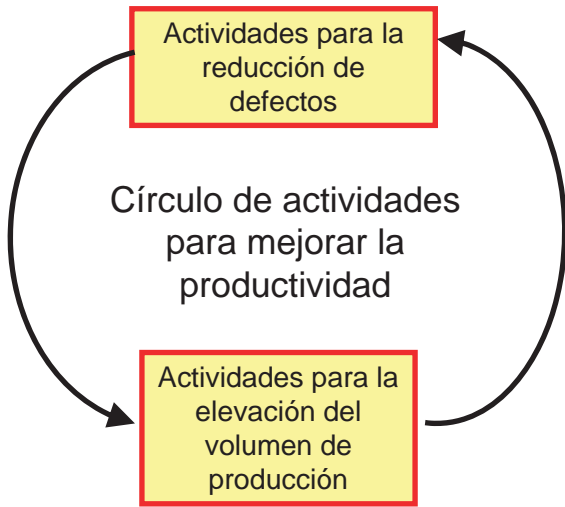 Actividades para la
reducción de
defectos
Círculo de actividades
para mejorar la
productividad
Actividades para la
elevación del
volumen de
producción